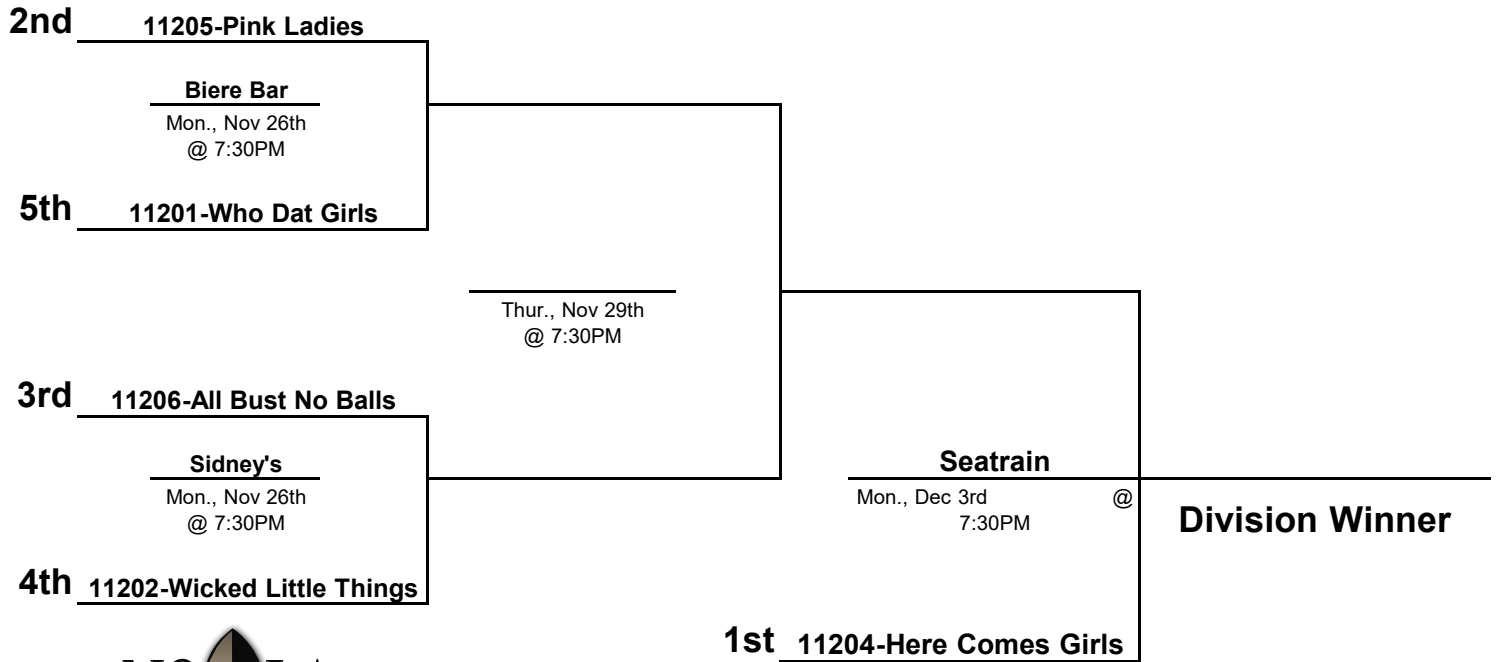 2nd 11205-Pink Ladies
Biere Bar
Mon., Nov 26th
@ 7:30PM
5th 11201-Who Dat Girls
Thur., Nov 29th
@ 7:30PM
3rd 11206-All Bust No Balls
Sidney's
Mon., Nov 26th
@ 7:30PM
Seatrain
Mon., Dec 3rd @
7:30PM
Division Winner
4th 11202-Wicked Little Things
1st 11204-Here Comes Girls